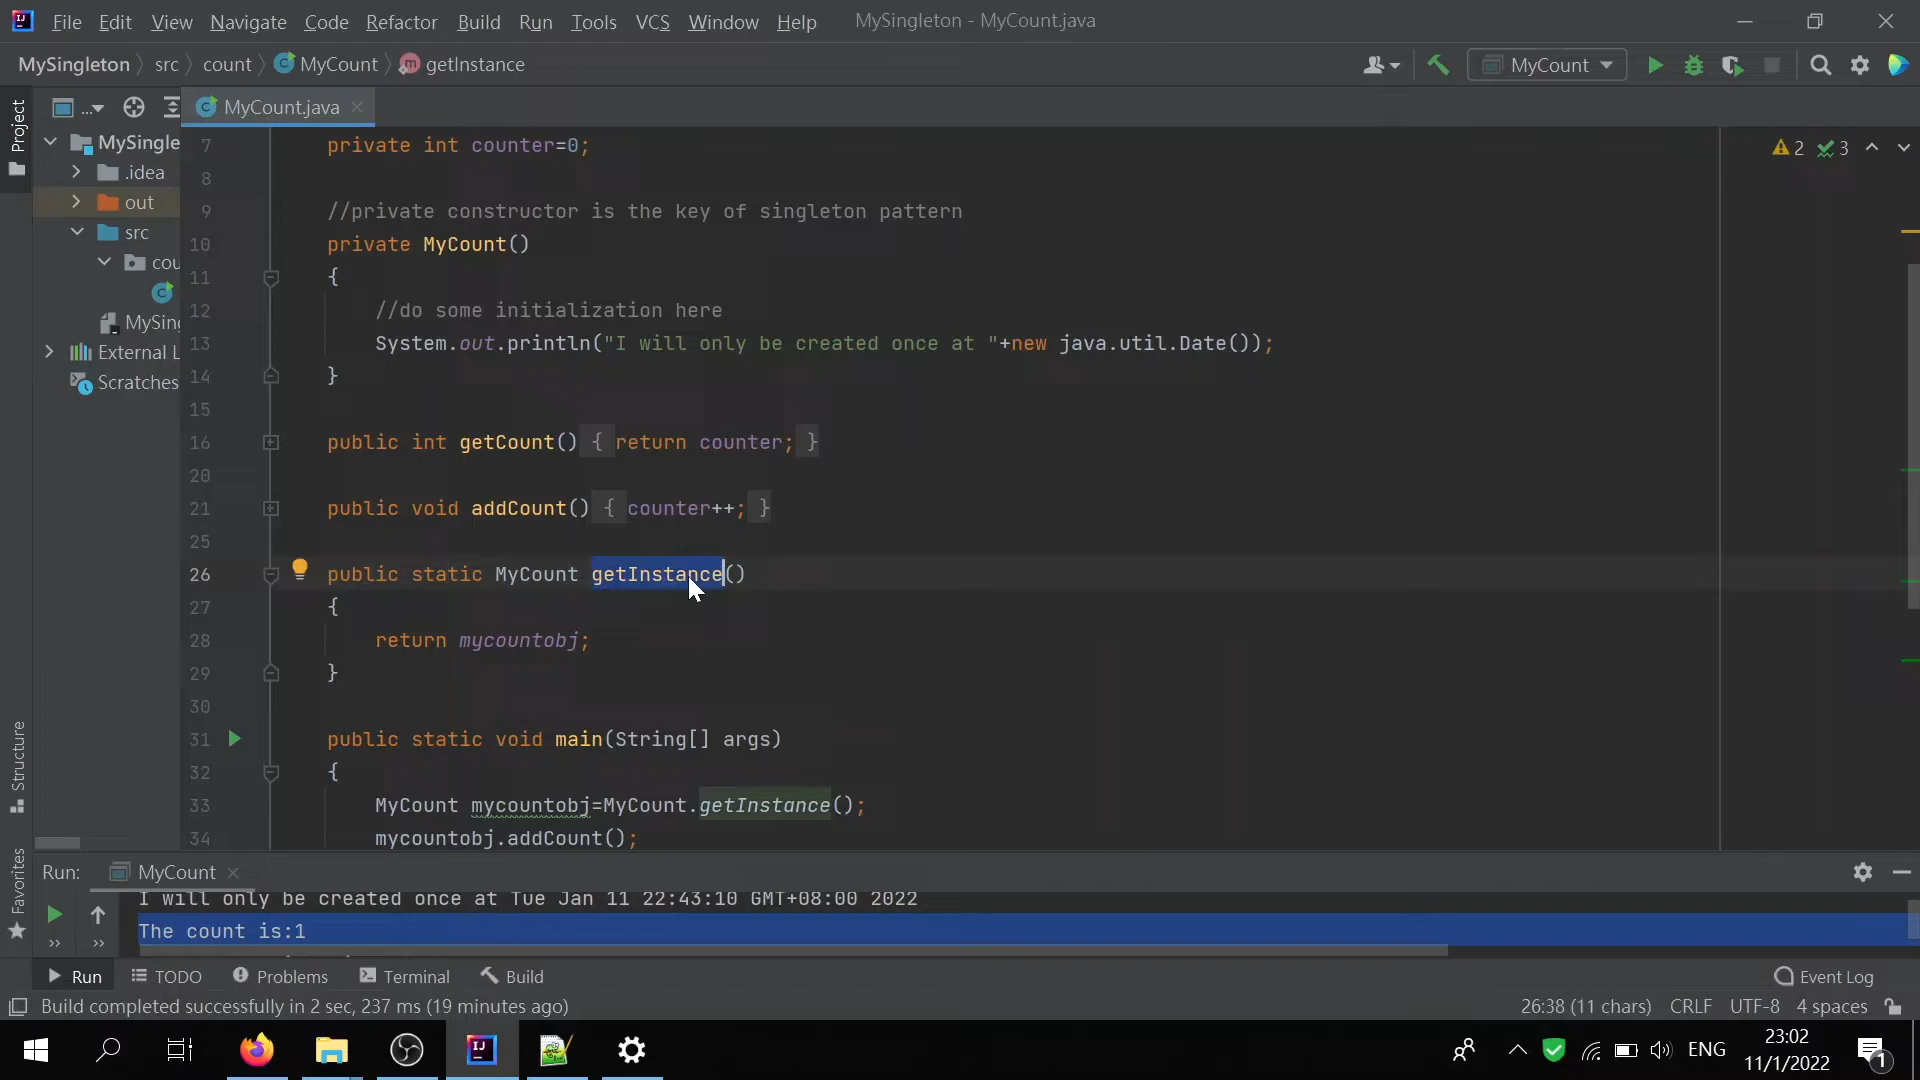 File Edit View Navigate Code Refactor Build Run Tools VCS Window Help MySingleton - MyCount.java
MySingleton src count MyCount getInstance MyCount
Project
... MyCount.java
MySingle
.idea
out
src
cou
MySing
External L
Scratches
2 3
7 private int counter=0;
8
9 //private constructor is the key of singleton pattern
10 private MyCount()
11 {
12 //do some initialization here
13 System.out.println("I will only be created once at "+new java.util.Date());
14 }
15
16 public int getCount() { return counter; }
20
21 public void addCount() { counter++; }
25
26 public static MyCount getInstance()
27 {
28 return mycountobj;
29 }
30
31 public static void main(String[] args)
32 {
33 MyCount mycountobj=MyCount.getInstance();
34 mycountobj.addCount();
Structure
Favorites
Run: MyCount
I will only be created once at Tue Jan 11 22:43:10 GMT+08:00 2022
The count is:1
Run TODO Problems Terminal Build Event Log
Build completed successfully in 2 sec, 237 ms (19 minutes ago) 26:38 (11 chars) CRLF UTF-8 4 spaces
ENG 23:02
11/1/2022
1